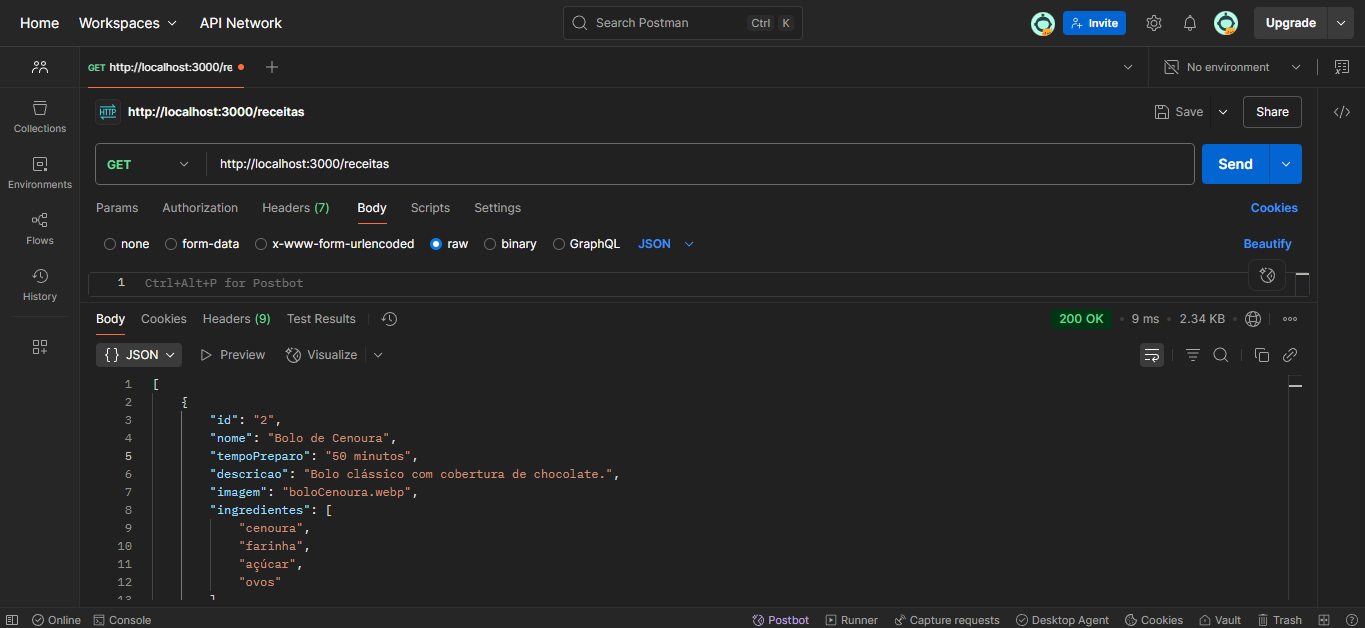 Home Workspaces API Network Search Postman Ctrl K Invite Upgrade
GET http://localhost:3000/re No environment
HTTP http://localhost:3000/receitas Save Share
Collections
GET http://localhost:3000/receitas Send
Environments
Params Authorization Headers (7) Body Scripts Settings Cookies
Flows
none form-data x-www-form-urlencoded raw binary GraphQL JSON Beautify
1 Ctrl+Alt+P for Postbot
History
Body Cookies Headers (9) Test Results 200 OK • 9 ms • 2.34 KB •
{} JSON Preview Visualize
1 [
2 {
3 "id": "2",
4 "nome": "Bolo de Cenoura",
5 "tempoPreparo": "50 minutos",
6 "descricao": "Bolo clássico com cobertura de chocolate.",
7 "imagem": "boloCenoura.webp",
8 "ingredientes": [
9 "cenoura",
10 "farinha",
11 "açúcar",
12 "ovos"
13 ]
Online Console Postbot Runner Capture requests Desktop Agent Cookies Vault Trash